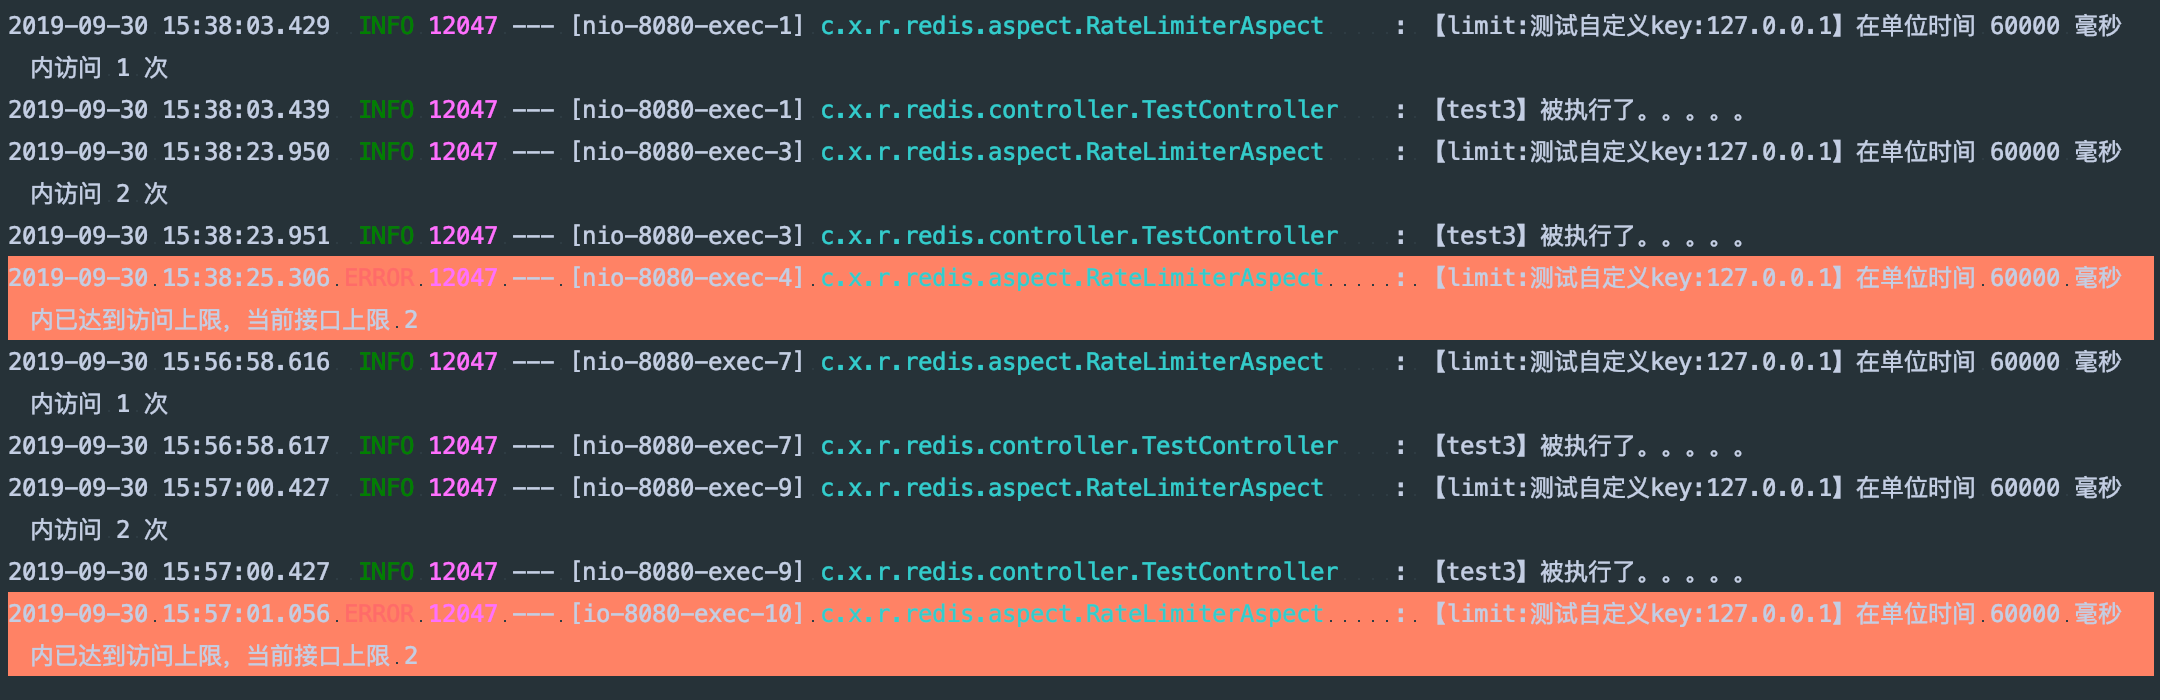 2019-09-30 15:38:03.429  INFO 12047 --- [nio-8080-exec-1] c.x.r.redis.aspect.RateLimiterAspect     : 【limit:测试自定义key:127.0.0.1】在单位时间 60000 毫秒
内访问 1 次
2019-09-30 15:38:03.439  INFO 12047 --- [nio-8080-exec-1] c.x.r.redis.controller.TestController    : 【test3】被执行了。。。。。
2019-09-30 15:38:23.950  INFO 12047 --- [nio-8080-exec-3] c.x.r.redis.aspect.RateLimiterAspect     : 【limit:测试自定义key:127.0.0.1】在单位时间 60000 毫秒
内访问 2 次
2019-09-30 15:38:23.951  INFO 12047 --- [nio-8080-exec-3] c.x.r.redis.controller.TestController    : 【test3】被执行了。。。。。
2019-09-30 15:38:25.306 ERROR 12047 --- [nio-8080-exec-4] c.x.r.redis.aspect.RateLimiterAspect     : 【limit:测试自定义key:127.0.0.1】在单位时间 60000 毫秒
内已达到访问上限，当前接口上限 2
2019-09-30 15:56:58.616  INFO 12047 --- [nio-8080-exec-7] c.x.r.redis.aspect.RateLimiterAspect     : 【limit:测试自定义key:127.0.0.1】在单位时间 60000 毫秒
内访问 1 次
2019-09-30 15:56:58.617  INFO 12047 --- [nio-8080-exec-7] c.x.r.redis.controller.TestController    : 【test3】被执行了。。。。。
2019-09-30 15:57:00.427  INFO 12047 --- [nio-8080-exec-9] c.x.r.redis.aspect.RateLimiterAspect     : 【limit:测试自定义key:127.0.0.1】在单位时间 60000 毫秒
内访问 2 次
2019-09-30 15:57:00.427  INFO 12047 --- [nio-8080-exec-9] c.x.r.redis.controller.TestController    : 【test3】被执行了。。。。。
2019-09-30 15:57:01.056 ERROR 12047 --- [io-8080-exec-10] c.x.r.redis.aspect.RateLimiterAspect     : 【limit:测试自定义key:127.0.0.1】在单位时间 60000 毫秒
内已达到访问上限，当前接口上限 2